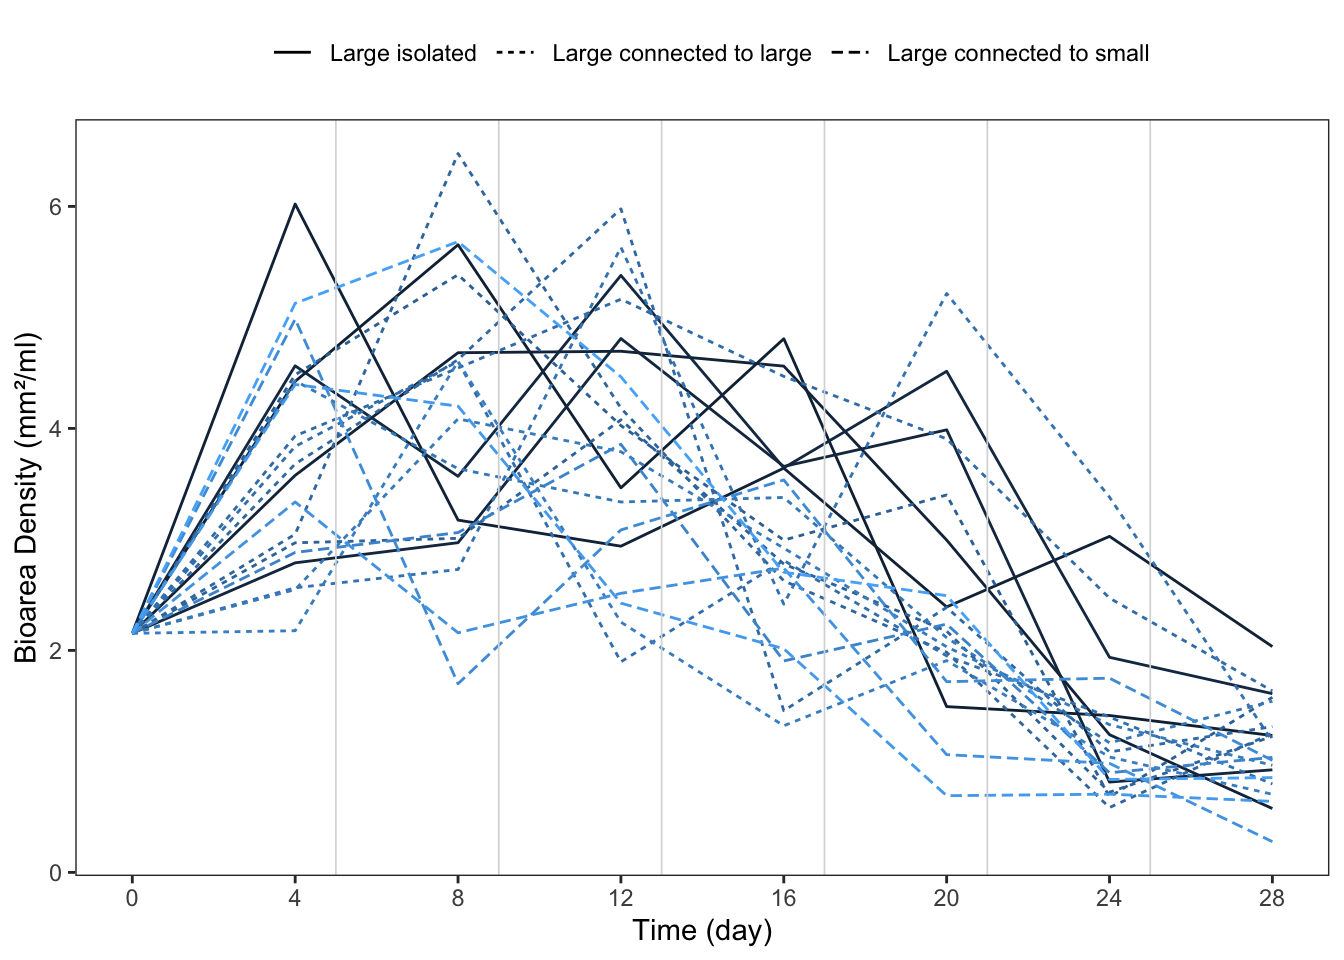 Large isolated Large connected to large Large connected to small
Bioarea Density (mm²/ml)
6
4
2
0
0 4 8 12 16 20 24 28
Time (day)